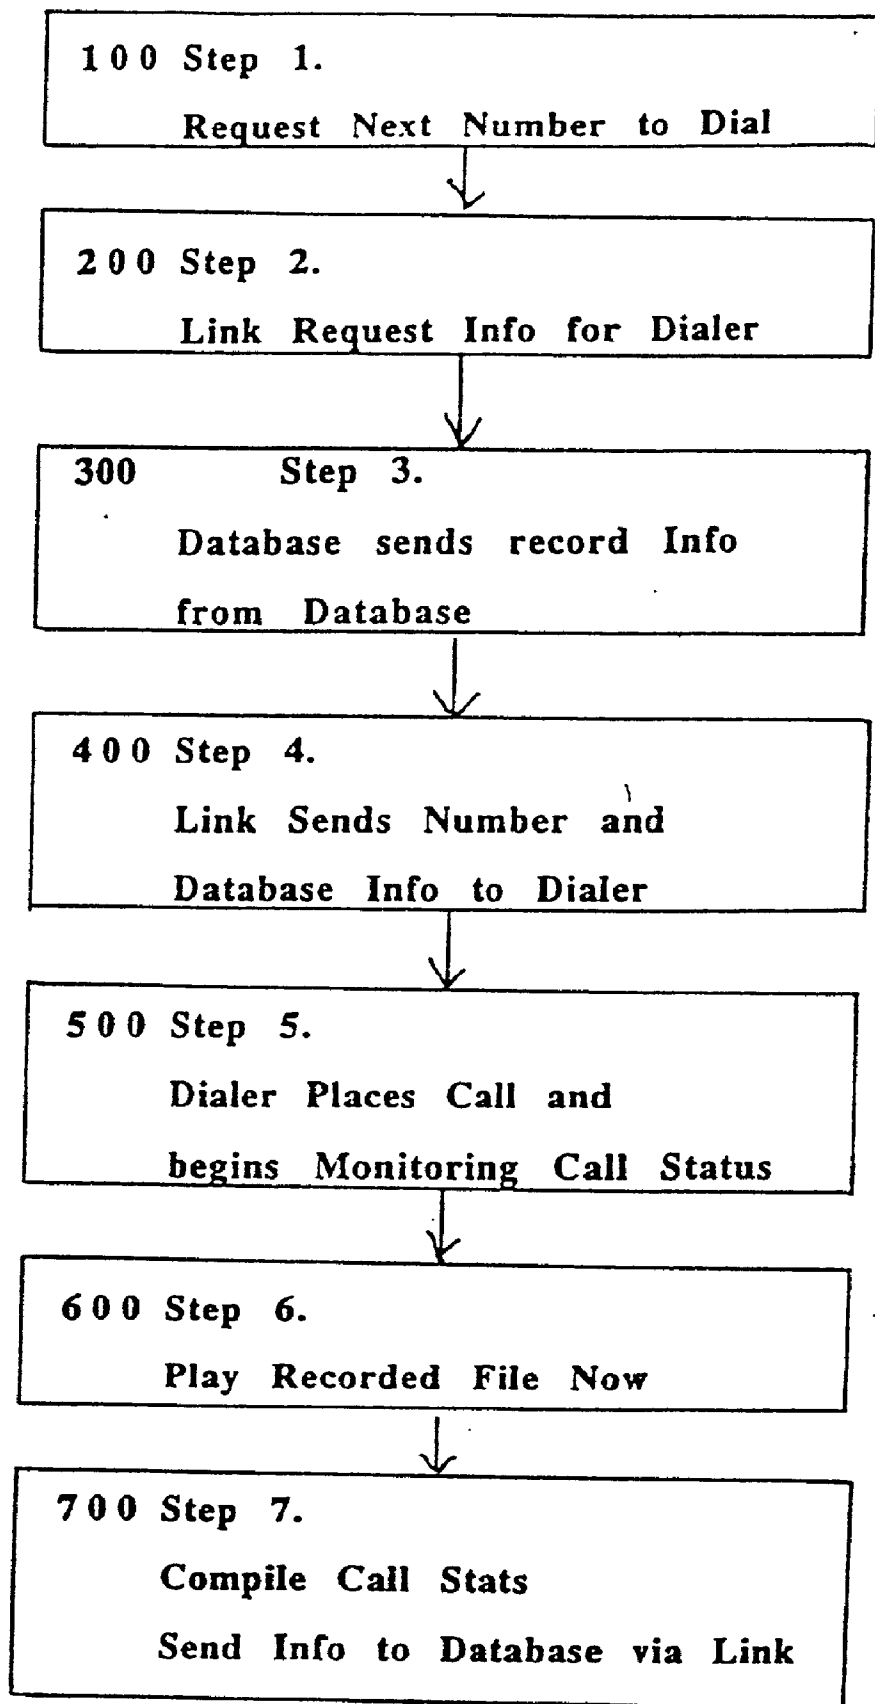 100 Step 1.
Request Next Number to Dial
200 Step 2.
Link Request Info for Dialer
300 Step 3.
Database sends record Info
from Database
400 Step 4.
Link Sends Number and
Database Info to Dialer
500 Step 5.
Dialer Places Call and
begins Monitoring Call Status
600 Step 6.
Play Recorded File Now
700 Step 7.
Compile Call Stats
Send Info to Database via Link